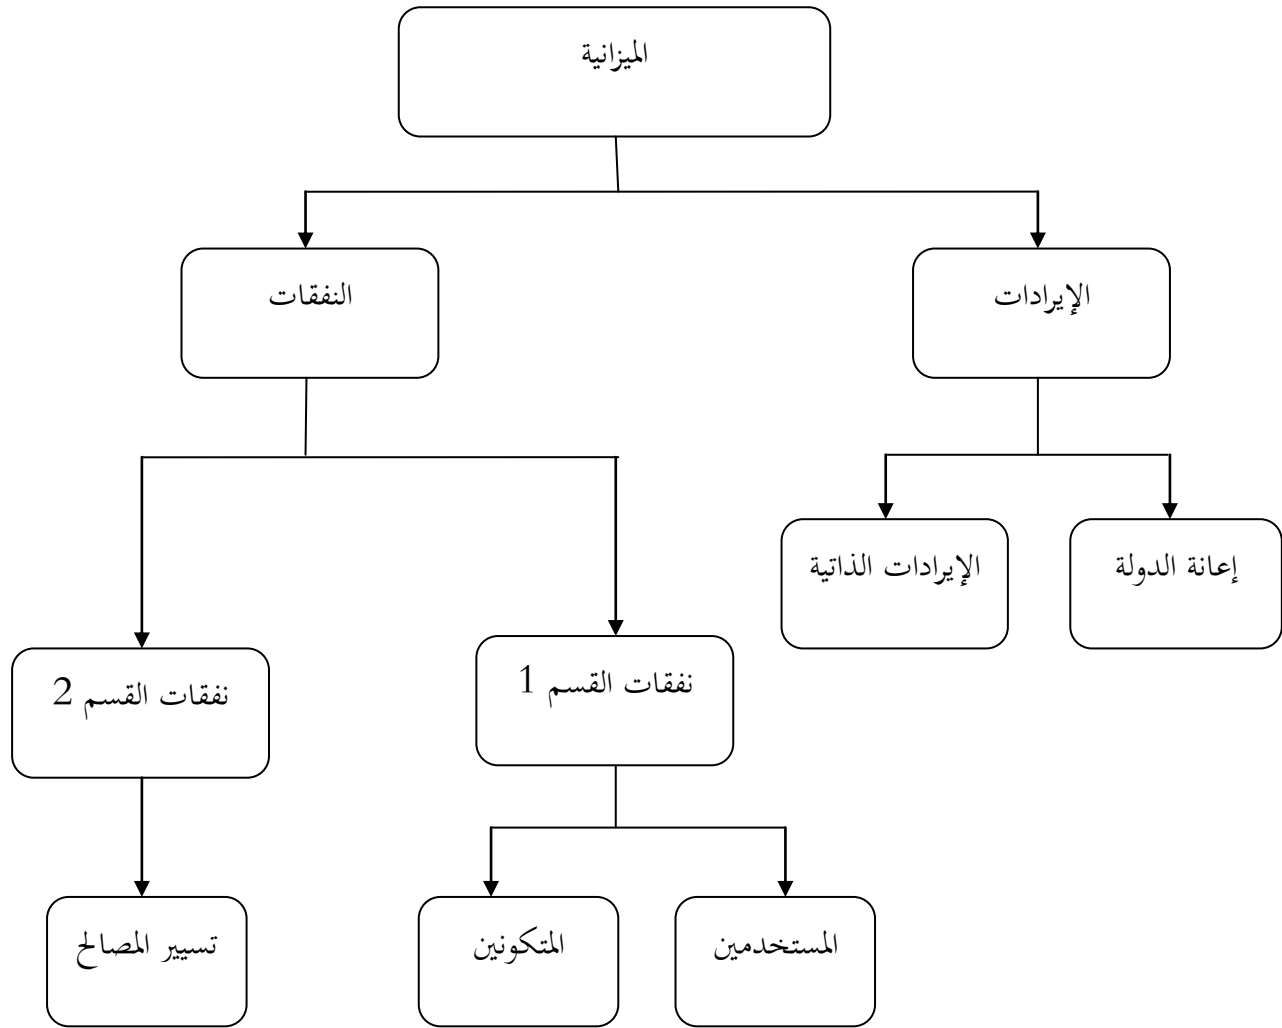 الميزانية
الإيرادات
النفقات
إعانة الدولة
الإيرادات الذاتية
نفقات القسم 1
نفقات القسم 2
المستخدمين
المتكونين
تسيير المصالح